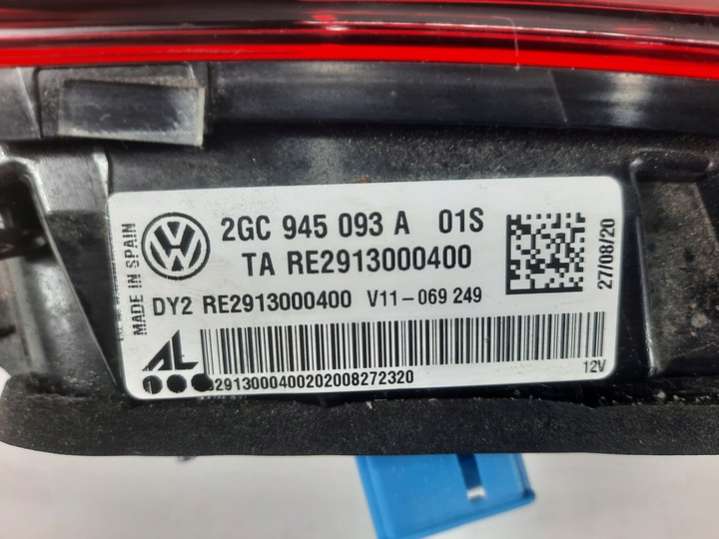 MADE IN SPAIN
2GC 945 093 A 01S
TA RE2913000400
27/08/20
DY2 RE2913000400 V11-069 249
AL
2913000400202008272320
12V